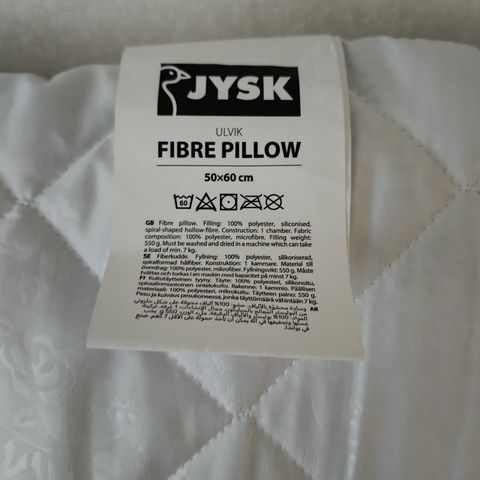 JYSK
ULVIK
FIBRE PILLOW
50×60 cm
60
GB Fibre pillow. Filling: 100% polyester, siliconised,
spiral-shaped hollow-fibre. Construction: 1 chamber. Fabric
composition: 100% polyester, microfibre. Filling weight:
550 g. Must be washed and dried in a machine which can take
a load of min. 7 kg.
SE Fiberkudde. Fyllning: 100% polyester, silikoniserad,
spiralformad hålfiber. Konstruktion: 1 kammare. Material till
överdrag: 100% polyester, mikrofiber. Fyllningsvikt: 550 g. Måste
tvättas och torkas i en maskin med kapacitet på minst 7 kg.
FI Kuitutäytteinen tyyny. Täyte: 100% polyesteri, silikonoitu,
spiraalinmuotoinen ontelokuitu. Rakenne: 1 kammio. Päällisen
materiaali: 100% polyesteri, mikrokuitu. Täytteen paino: 550 g.
Pesu ja kuivitus pesukoneessa, jonka täyttömäärä vähintään 7 kg.
AR